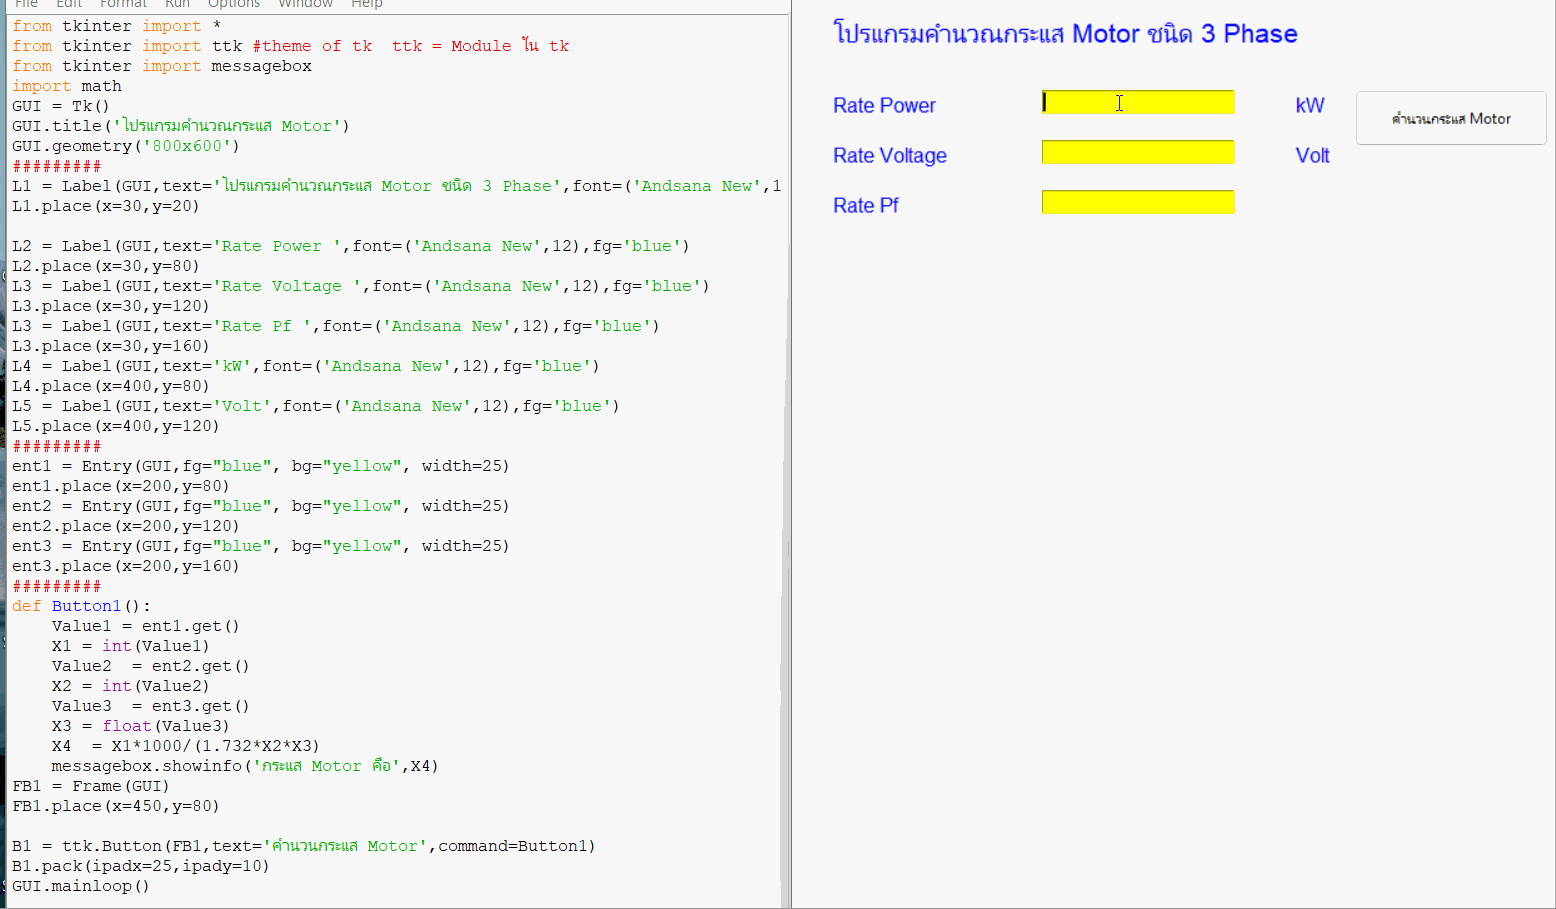 File Edit Format Run Options Window Help
from tkinter import *
from tkinter import ttk #theme of tk  ttk = Module ใน tk
from tkinter import messagebox
import math
GUI = Tk()
GUI.title('โปรแกรมคำนวณกระแส Motor')
GUI.geometry('800x600')
#########
L1 = Label(GUI,text='โปรแกรมคำนวณกระแส Motor ชนิด 3 Phase',font=('Andsana New',1
L1.place(x=30,y=20)
L2 = Label(GUI,text='Rate Power ',font=('Andsana New',12),fg='blue')
L2.place(x=30,y=80)
L3 = Label(GUI,text='Rate Voltage ',font=('Andsana New',12),fg='blue')
L3.place(x=30,y=120)
L3 = Label(GUI,text='Rate Pf ',font=('Andsana New',12),fg='blue')
L3.place(x=30,y=160)
L4 = Label(GUI,text='kW',font=('Andsana New',12),fg='blue')
L4.place(x=400,y=80)
L5 = Label(GUI,text='Volt',font=('Andsana New',12),fg='blue')
L5.place(x=400,y=120)
#########
ent1 = Entry(GUI,fg="blue", bg="yellow", width=25)
ent1.place(x=200,y=80)
ent2 = Entry(GUI,fg="blue", bg="yellow", width=25)
ent2.place(x=200,y=120)
ent3 = Entry(GUI,fg="blue", bg="yellow", width=25)
ent3.place(x=200,y=160)
#########
def Button1():
    Value1 = ent1.get()
    X1 = int(Value1)
    Value2  = ent2.get()
    X2 = int(Value2)
    Value3  = ent3.get()
    X3 = float(Value3)
    X4  = X1*1000/(1.732*X2*X3)
    messagebox.showinfo('กระแส Motor คือ',X4)
FB1 = Frame(GUI)
FB1.place(x=450,y=80)
B1 = ttk.Button(FB1,text='คำนวนกระแส Motor',command=Button1)
B1.pack(ipadx=25,ipady=10)
GUI.mainloop()
โปรแกรมคำนวณกระแส Motor ชนิด 3 Phase
Rate Power kW คำนวนกระแส Motor
Rate Voltage Volt
Rate Pf